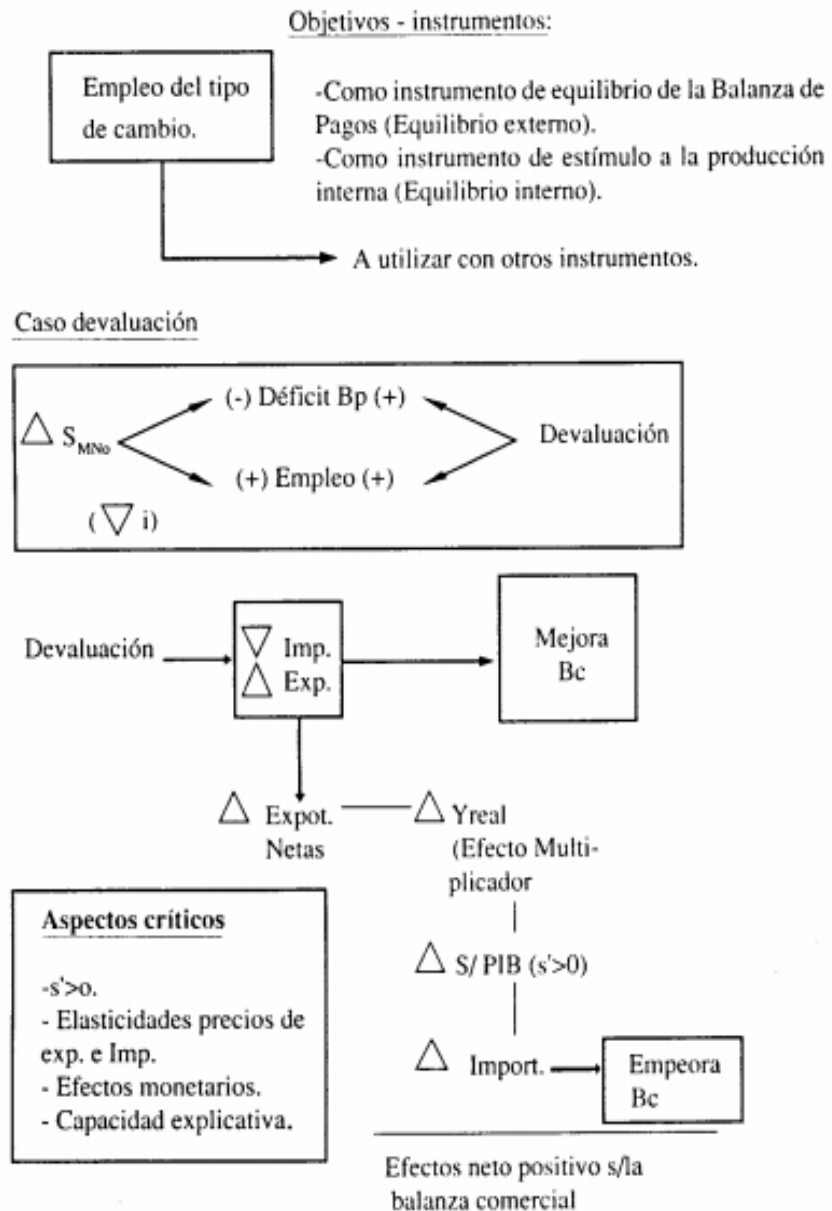 Objetivos - instrumentos:
Empleo del tipo
de cambio.
-Como instrumento de equilibrio de la Balanza de
Pagos (Equilibrio externo).
-Como instrumento de estímulo a la producción
interna (Equilibrio interno).
A utilizar con otros instrumentos.
Caso devaluación
(-) Déficit Bp (+)
△ S_MNo
Devaluación
(+) Empleo (+)
(▽ i)
Devaluación
▽ Imp.
△ Exp.
Mejora
Bc
△ Expot.
Netas
△ Yreal
(Efecto Multi-
plicador
Aspectos críticos
-s'>o.
- Elasticidades precios de
exp. e Imp.
- Efectos monetarios.
- Capacidad explicativa.
△ S/ PIB (s'>0)
△ Import.
Empeora
Bc
Efectos neto positivo s/la
balanza comercial